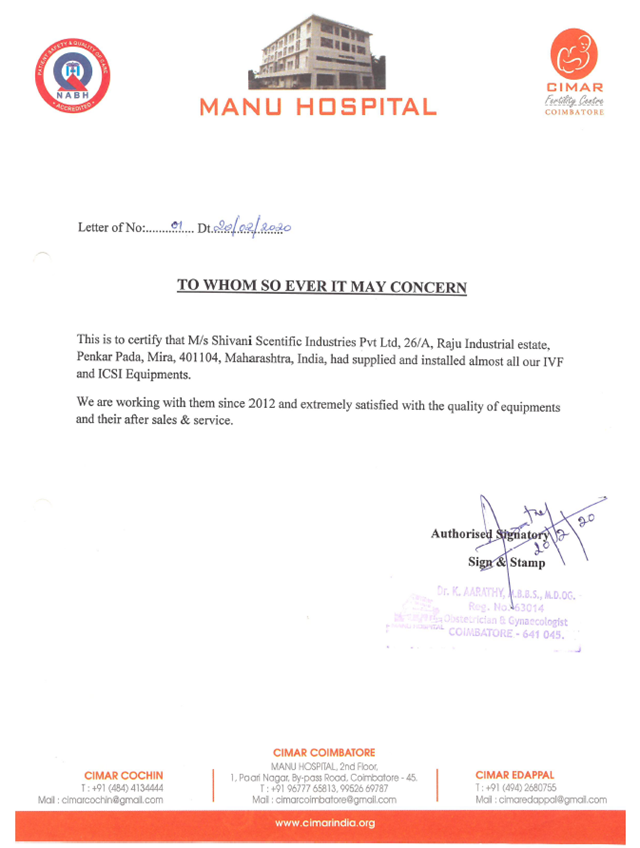 PATIENT SAFETY & QUALITY OF CARE
NABH
ACCREDITED
MANU HOSPITAL
CIMAR
Fertility Centre
COIMBATORE
Letter of No:........01.... Dt.20/02/2020
TO WHOM SO EVER IT MAY CONCERN
This is to certify that M/s Shivani Scentific Industries Pvt Ltd, 26/A, Raju Industrial estate,
Penkar Pada, Mira, 401104, Maharashtra, India, had supplied and installed almost all our IVF
and ICSI Equipments.
We are working with them since 2012 and extremely satisfied with the quality of equipments
and their after sales & service.
Authorised Signatory
20/2/20
Sign & Stamp
Dr. K. AARATHY, M.B.B.S., M.D.OG.
Reg. No. 63014
Obstetrician & Gynaecologist
COIMBATORE - 641 045.
CIMAR COCHIN
T : +91 (484) 4134444
Mail : cimarcochin@gmail.com
CIMAR COIMBATORE
MANU HOSPITAL, 2nd Floor,
1, Paari Nagar, By-pass Road, Coimbatore - 45.
T : +91 96777 65813, 99526 69787
Mail : cimarcoimbatore@gmail.com
CIMAR EDAPPAL
T : +91 (494) 2680755
Mail : cimaredappal@gmail.com
www.cimarindia.org